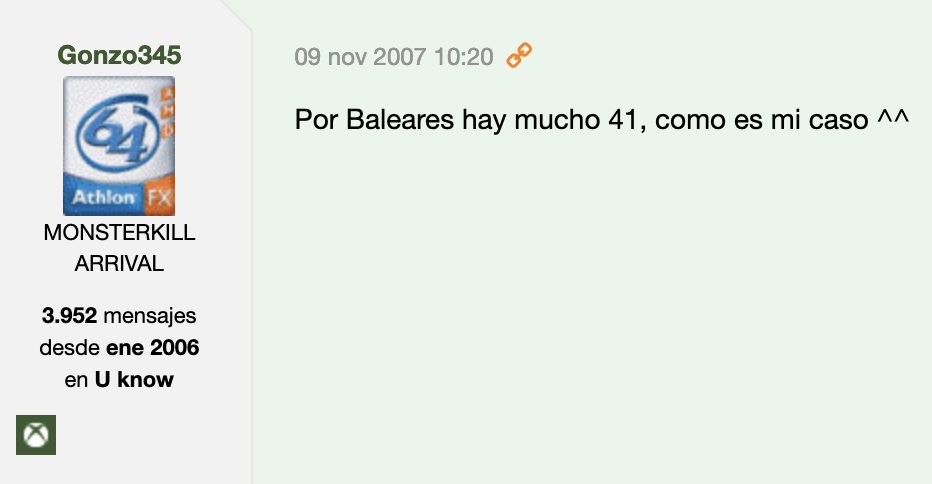 Gonzo345
09 nov 2007 10:20
Por Baleares hay mucho 41, como es mi caso ^^
AMD
64
Athlon FX
MONSTERKILL
ARRIVAL
3.952 mensajes
desde ene 2006
en U know